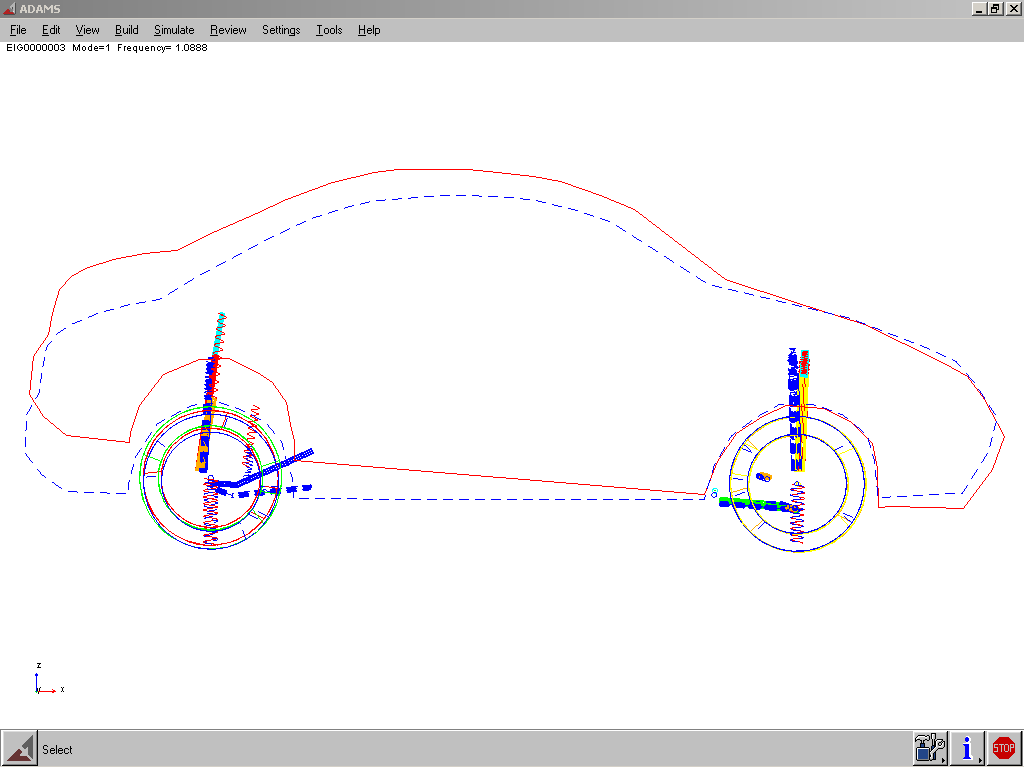 ADAMS
File Edit View Build Simulate Review Settings Tools Help
EIG0000003 Mode=1 Frequency= 1.0888
z
y x
Select
i STOP